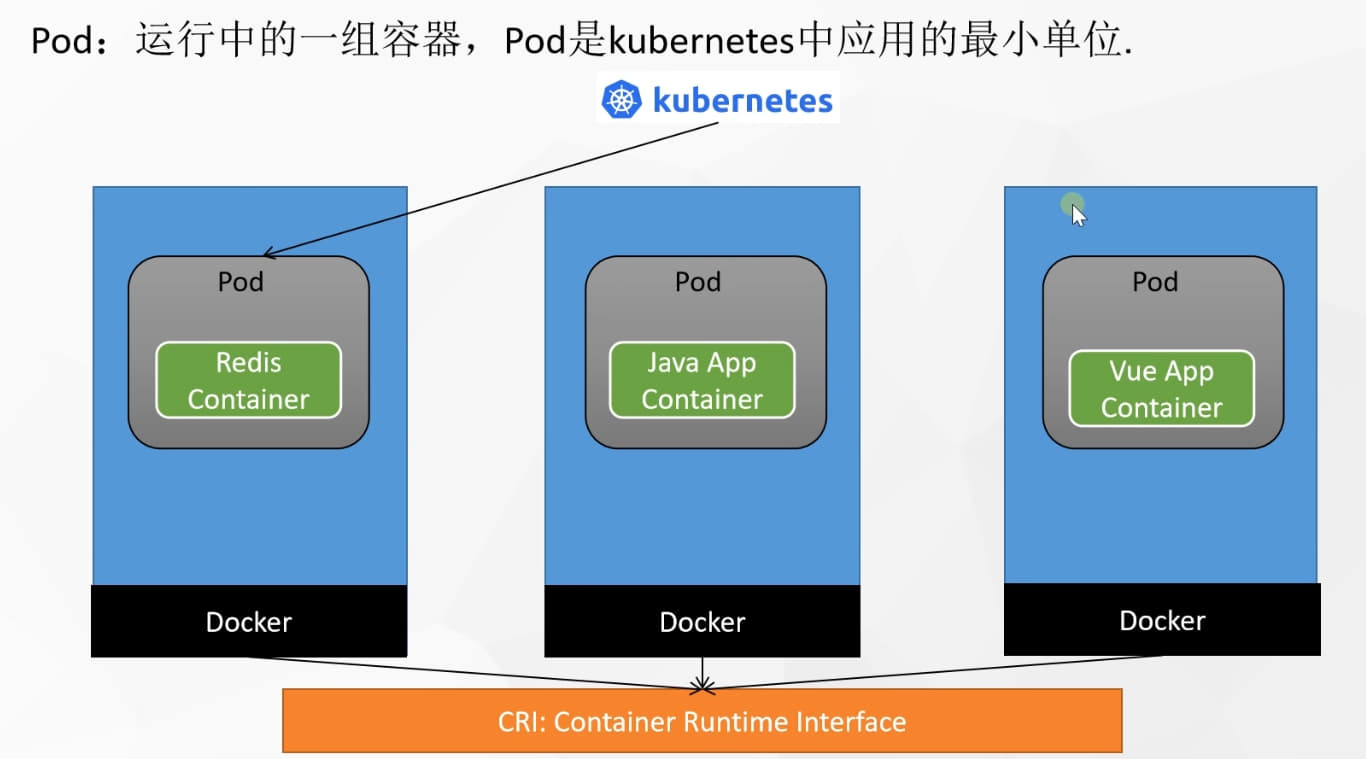 Pod：运行中的一组容器，Pod是kubernetes中应用的最小单位.
kubernetes
Pod
Redis
Container
Docker
Pod
Java App
Container
Docker
Pod
Vue App
Container
Docker
CRI: Container Runtime Interface